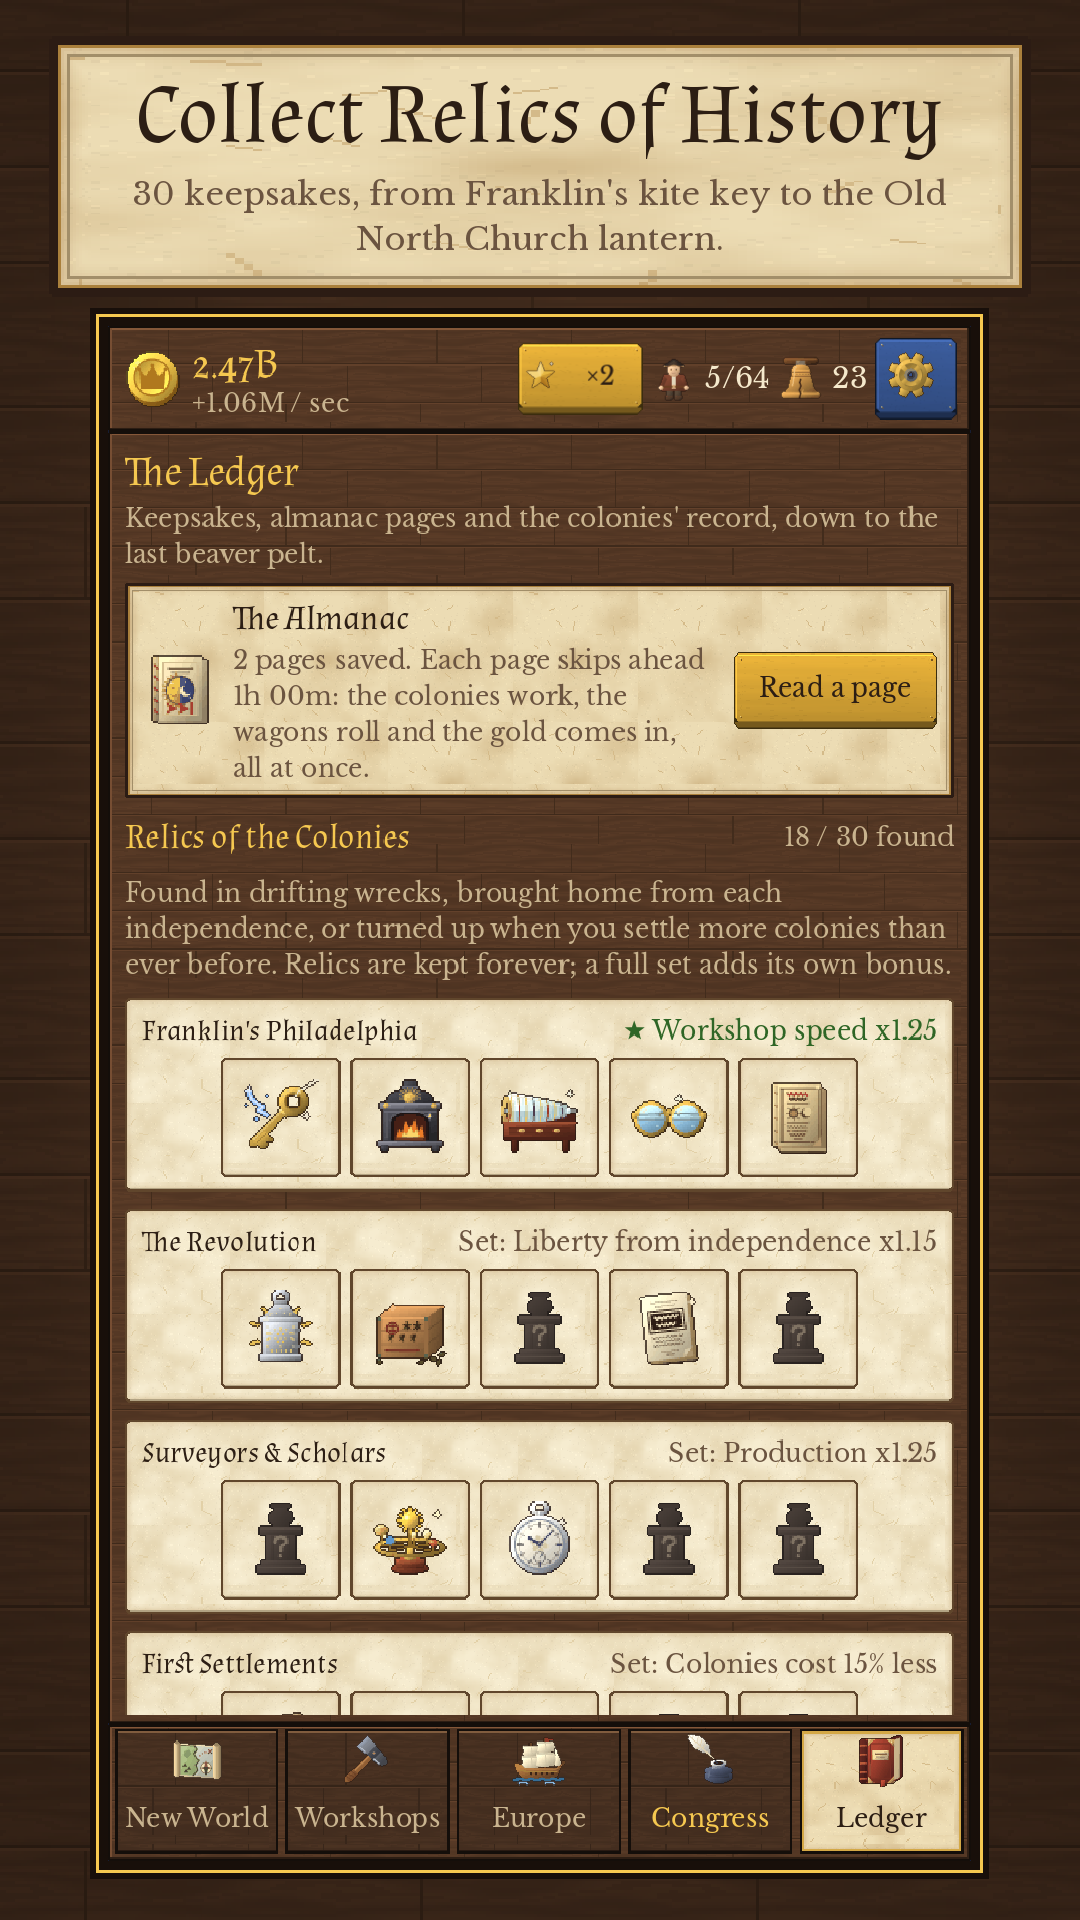 Collect Relics of History
30 keepsakes, from Franklin's kite key to the Old
North Church lantern.
2.47B
+1.06M / sec
×2
5/64
23
The Ledger
Keepsakes, almanac pages and the colonies' record, down to the
last beaver pelt.
The Almanac
2 pages saved. Each page skips ahead
1h 00m: the colonies work, the
wagons roll and the gold comes in,
all at once.
Read a page
Relics of the Colonies
18 / 30 found
Found in drifting wrecks, brought home from each
independence, or turned up when you settle more colonies than
ever before. Relics are kept forever; a full set adds its own bonus.
Franklin's Philadelphia
★ Workshop speed x1.25
The Revolution
Set: Liberty from independence x1.15
?
?
Surveyors & Scholars
Set: Production x1.25
?
?
?
First Settlements
Set: Colonies cost 15% less
New World
Workshops
Europe
Congress
Ledger